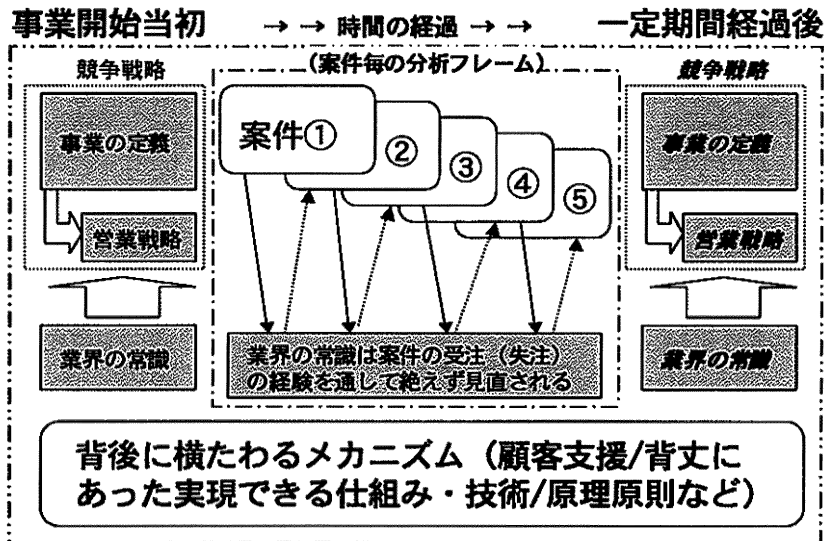 事業開始当初 → → 時間の経過 → → 一定期間経過後
競争戦略
事業の定義
営業戦略
業界の常識
(案件毎の分析フレーム)
案件①
②
③
④
⑤
業界の常識は案件の受注（失注）
の経験を通して絶えず見直される
競争戦略
事業の定義
営業戦略
業界の常識
背後に横たわるメカニズム（顧客支援/背丈に
あった実現できる仕組み・技術/原理原則など）